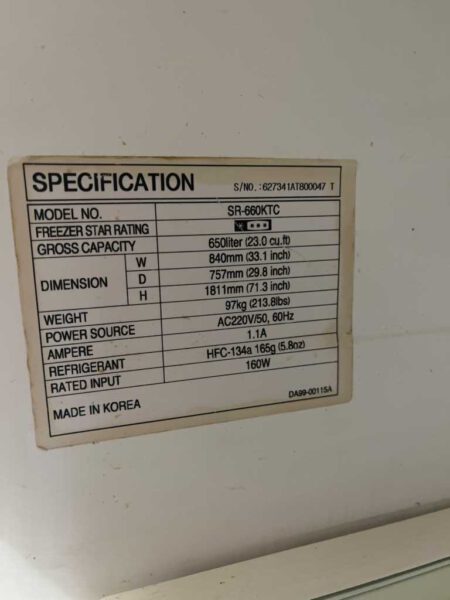 SPECIFICATION S/NO.:627341AT800047 T
MODEL NO. SR-660KTC
FREEZER STAR RATING
GROSS CAPACITY 650liter (23.0 cu.ft)
DIMENSION W 840mm (33.1 inch)
D 757mm (29.8 inch)
H 1811mm (71.3 inch)
WEIGHT 97kg (213.8lbs)
POWER SOURCE AC220V/50, 60Hz
AMPERE 1.1A
REFRIGERANT HFC-134a 165g (5.8oz)
RATED INPUT 160W
MADE IN KOREA DA99-00115A